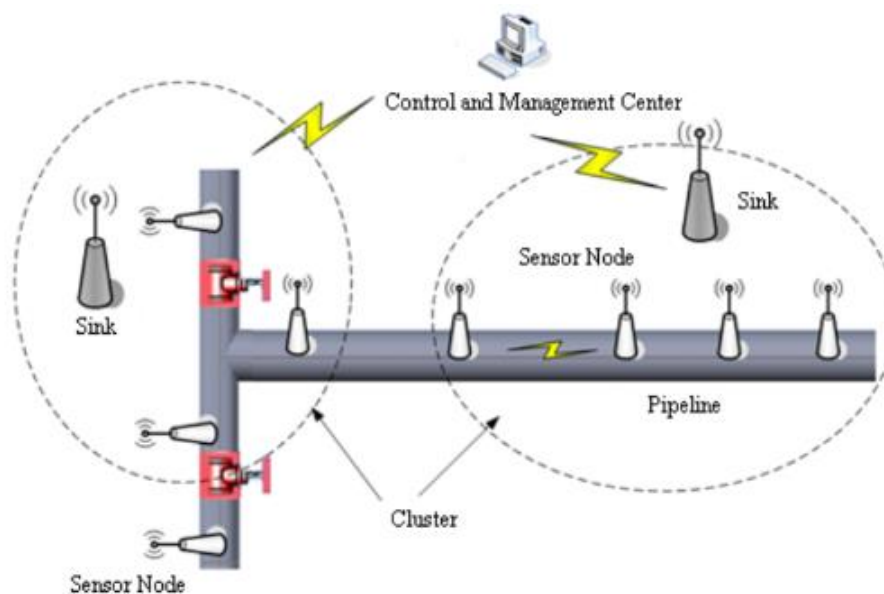 Control and Management Center
Sink
Sensor Node
Sink
Pipeline
Cluster
Sensor Node